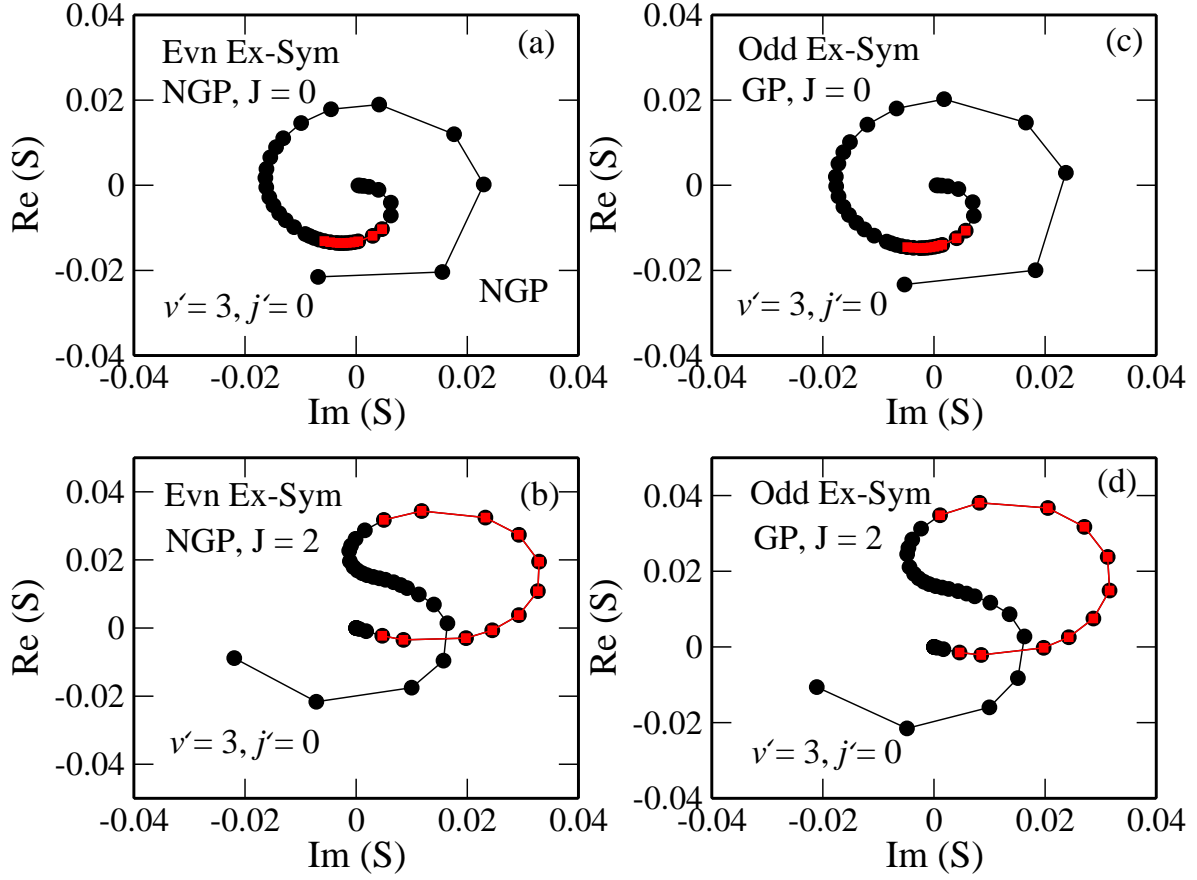 0.04
0.02
0
-0.02
-0.04
Re (S)
Evn Ex-Sym
NGP, J = 0
(a)
NGP
v′= 3, j′= 0
-0.04 -0.02 0 0.02 0.04
Im (S)
Odd Ex-Sym
GP, J = 0
(c)
0.04
0.02
0
-0.02
-0.04
Re (S)
v′= 3, j′= 0
-0.04 -0.02 0 0.02 0.04
Im (S)
0.04
0.02
0
-0.02
-0.04
Re (S)
Evn Ex-Sym
NGP, J = 2
(b)
v′= 3, j′= 0
-0.04 -0.02 0 0.02 0.04
Im (S)
0.04
0.02
0
-0.02
-0.04
Re (S)
Odd Ex-Sym
GP, J = 2
(d)
v′= 3, j′= 0
-0.04 -0.02 0 0.02 0.04
Im (S)